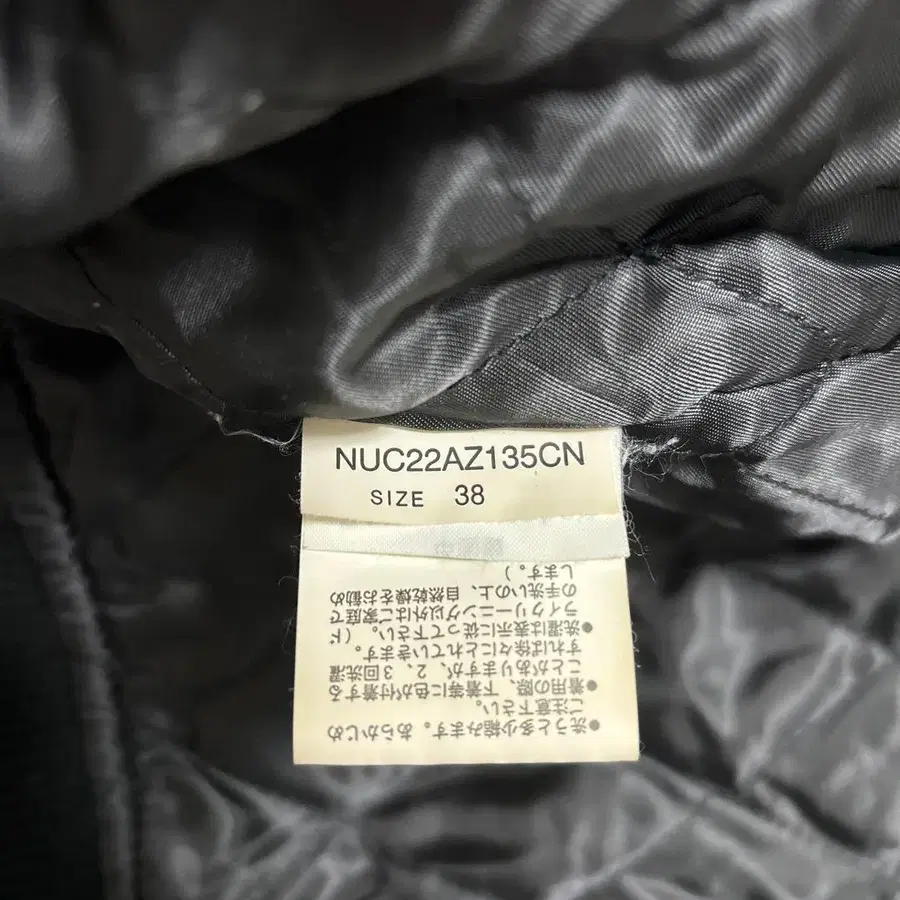 NUC22AZ135CN
SIZE 38
●洗うと多少縮みます。あらかじめ
ご注意下さい。
●着用の際、下着等に色が付着する
ことがありますが、2、3回洗濯
すれば徐々にとれていきます。
●洗濯は表示に従って下さい。(ド
ライクリーニング以外はご家庭で
の手洗いの上、自然乾燥をお勧め
します。)